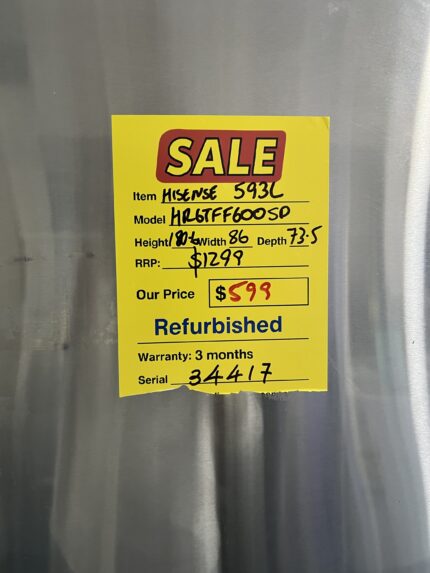 SALE
Item HISENSE 593L
Model HR6TFF600SD
Height 180.6 Width 86 Depth 73.5
RRP: $1299
Our Price $599
Refurbished
Warranty: 3 months
Serial 34417